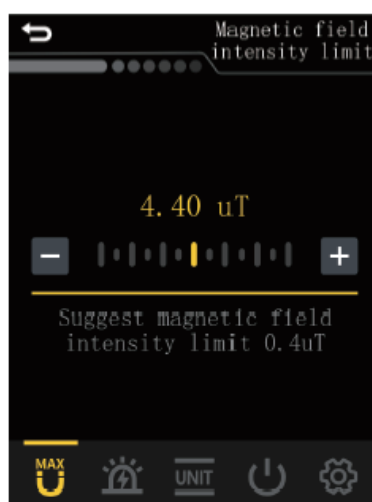 Magnetic field
intensity limit
4.40 uT
Suggest magnetic field
intensity limit 0.4uT
MAX
UNIT